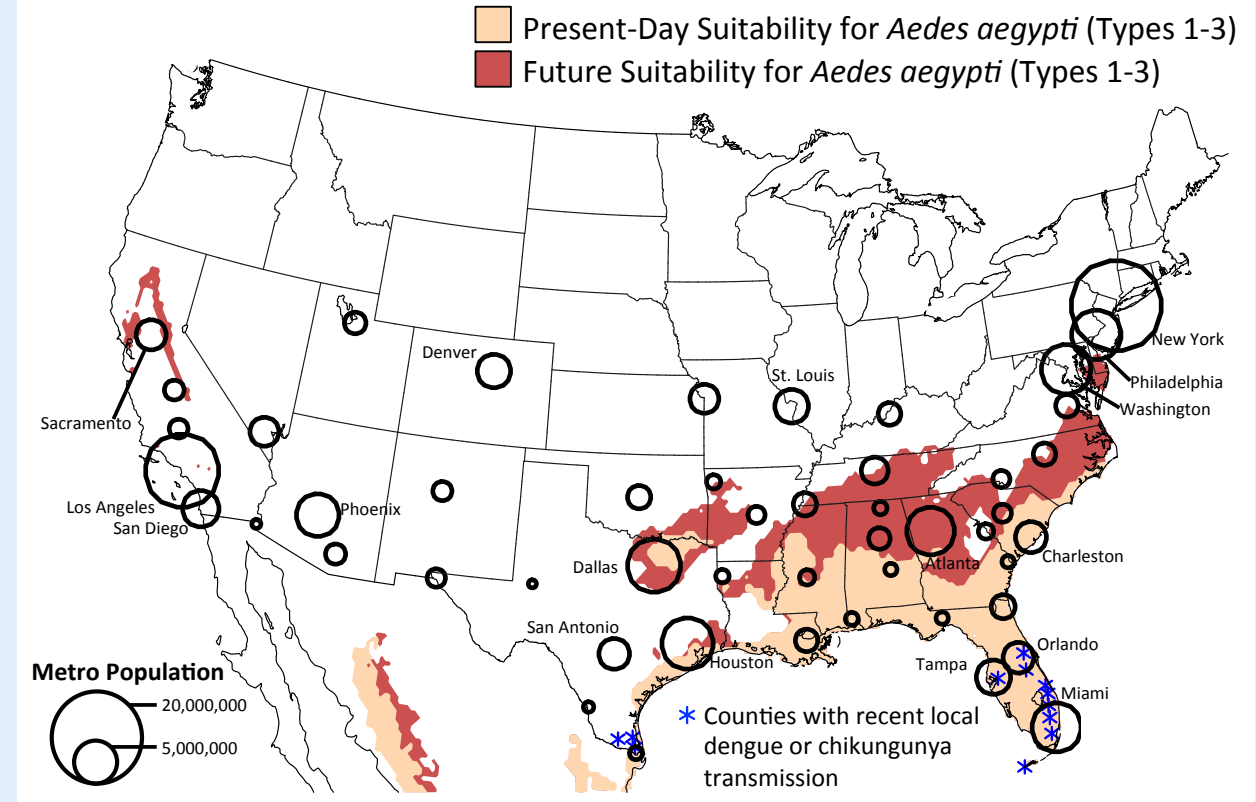 Present-Day Suitability for Aedes aegypti (Types 1-3)
Future Suitability for Aedes aegypti (Types 1-3)
New York
Denver
St. Louis
Philadelphia
Washington
Sacramento
Los Angeles
Phoenix
San Diego
Charleston
Atlanta
Dallas
San Antonio
Orlando
Houston
Tampa
Metro Population
Miami
20,000,000
5,000,000
* Counties with recent local
dengue or chikungunya
transmission